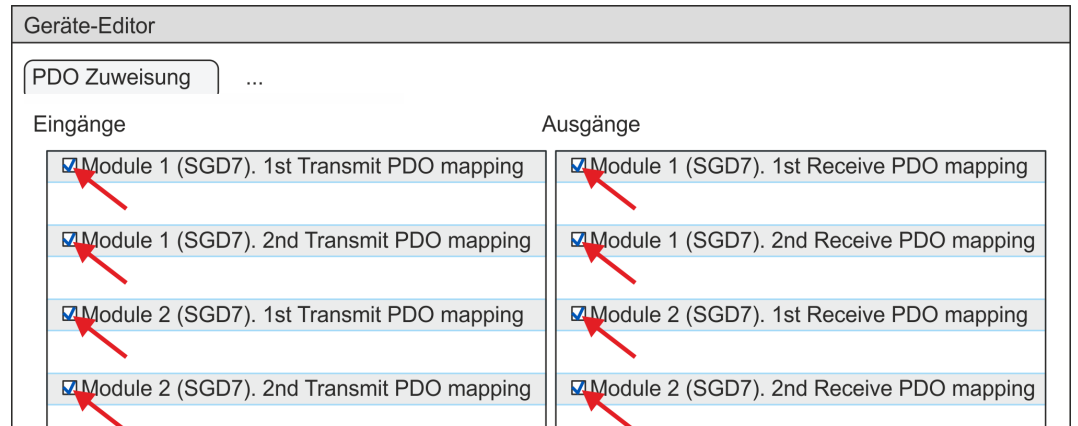 Geräte-Editor
PDO Zuweisung ...
Eingänge
Module 1 (SGD7). 1st Transmit PDO mapping
Module 1 (SGD7). 2nd Transmit PDO mapping
Module 2 (SGD7). 1st Transmit PDO mapping
Module 2 (SGD7). 2nd Transmit PDO mapping
Ausgänge
Module 1 (SGD7). 1st Receive PDO mapping
Module 1 (SGD7). 2nd Receive PDO mapping
Module 2 (SGD7). 1st Receive PDO mapping
Module 2 (SGD7). 2nd Receive PDO mapping